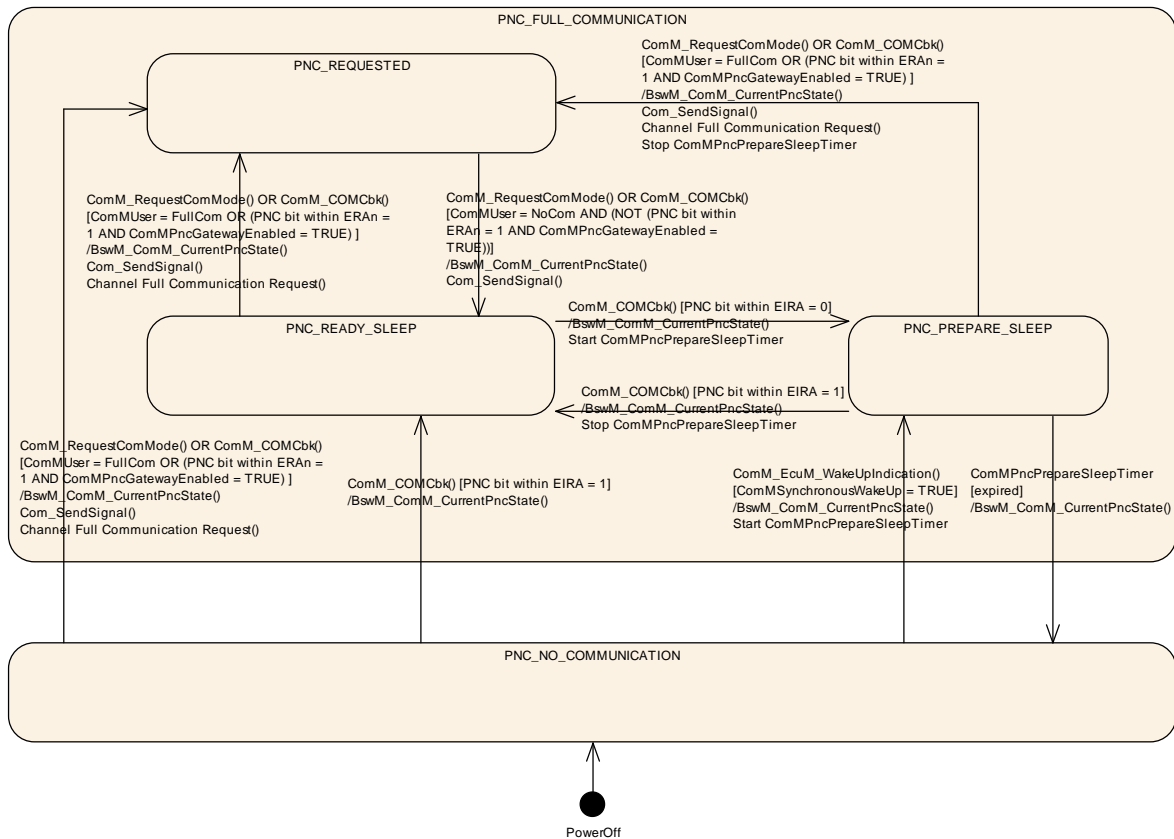 PNC_FULL_COMMUNICATION
PNC_REQUESTED
ComM_RequestComMode() OR ComM_COMCbk()
[ComMUser = FullCom OR (PNC bit within ERAn =
1 AND ComMPncGatewayEnabled = TRUE) ]
/BswM_ComM_CurrentPncState()
Com_SendSignal()
Channel Full Communication Request()
Stop ComMPncPrepareSleepTimer
ComM_RequestComMode() OR ComM_COMCbk()
[ComMUser = FullCom OR (PNC bit within ERAn =
1 AND ComMPncGatewayEnabled = TRUE) ]
/BswM_ComM_CurrentPncState()
Com_SendSignal()
Channel Full Communication Request()
ComM_RequestComMode() OR ComM_COMCbk()
[ComMUser = NoCom AND (NOT (PNC bit within
ERAn = 1 AND ComMPncGatewayEnabled =
TRUE))]
/BswM_ComM_CurrentPncState()
Com_SendSignal()
PNC_READY_SLEEP
ComM_COMCbk() [PNC bit within EIRA = 0]
/BswM_ComM_CurrentPncState()
Start ComMPncPrepareSleepTimer
PNC_PREPARE_SLEEP
ComM_COMCbk() [PNC bit within EIRA = 1]
/BswM_ComM_CurrentPncState()
Stop ComMPncPrepareSleepTimer
ComM_RequestComMode() OR ComM_COMCbk()
[ComMUser = FullCom OR (PNC bit within ERAn =
1 AND ComMPncGatewayEnabled = TRUE) ]
/BswM_ComM_CurrentPncState()
Com_SendSignal()
Channel Full Communication Request()
ComM_COMCbk() [PNC bit within EIRA = 1]
/BswM_ComM_CurrentPncState()
ComM_EcuM_WakeUpIndication()
[ComMSynchronousWakeUp = TRUE]
/BswM_ComM_CurrentPncState()
Start ComMPncPrepareSleepTimer
ComMPncPrepareSleepTimer
[expired]
/BswM_ComM_CurrentPncState()
PNC_NO_COMMUNICATION
PowerOff